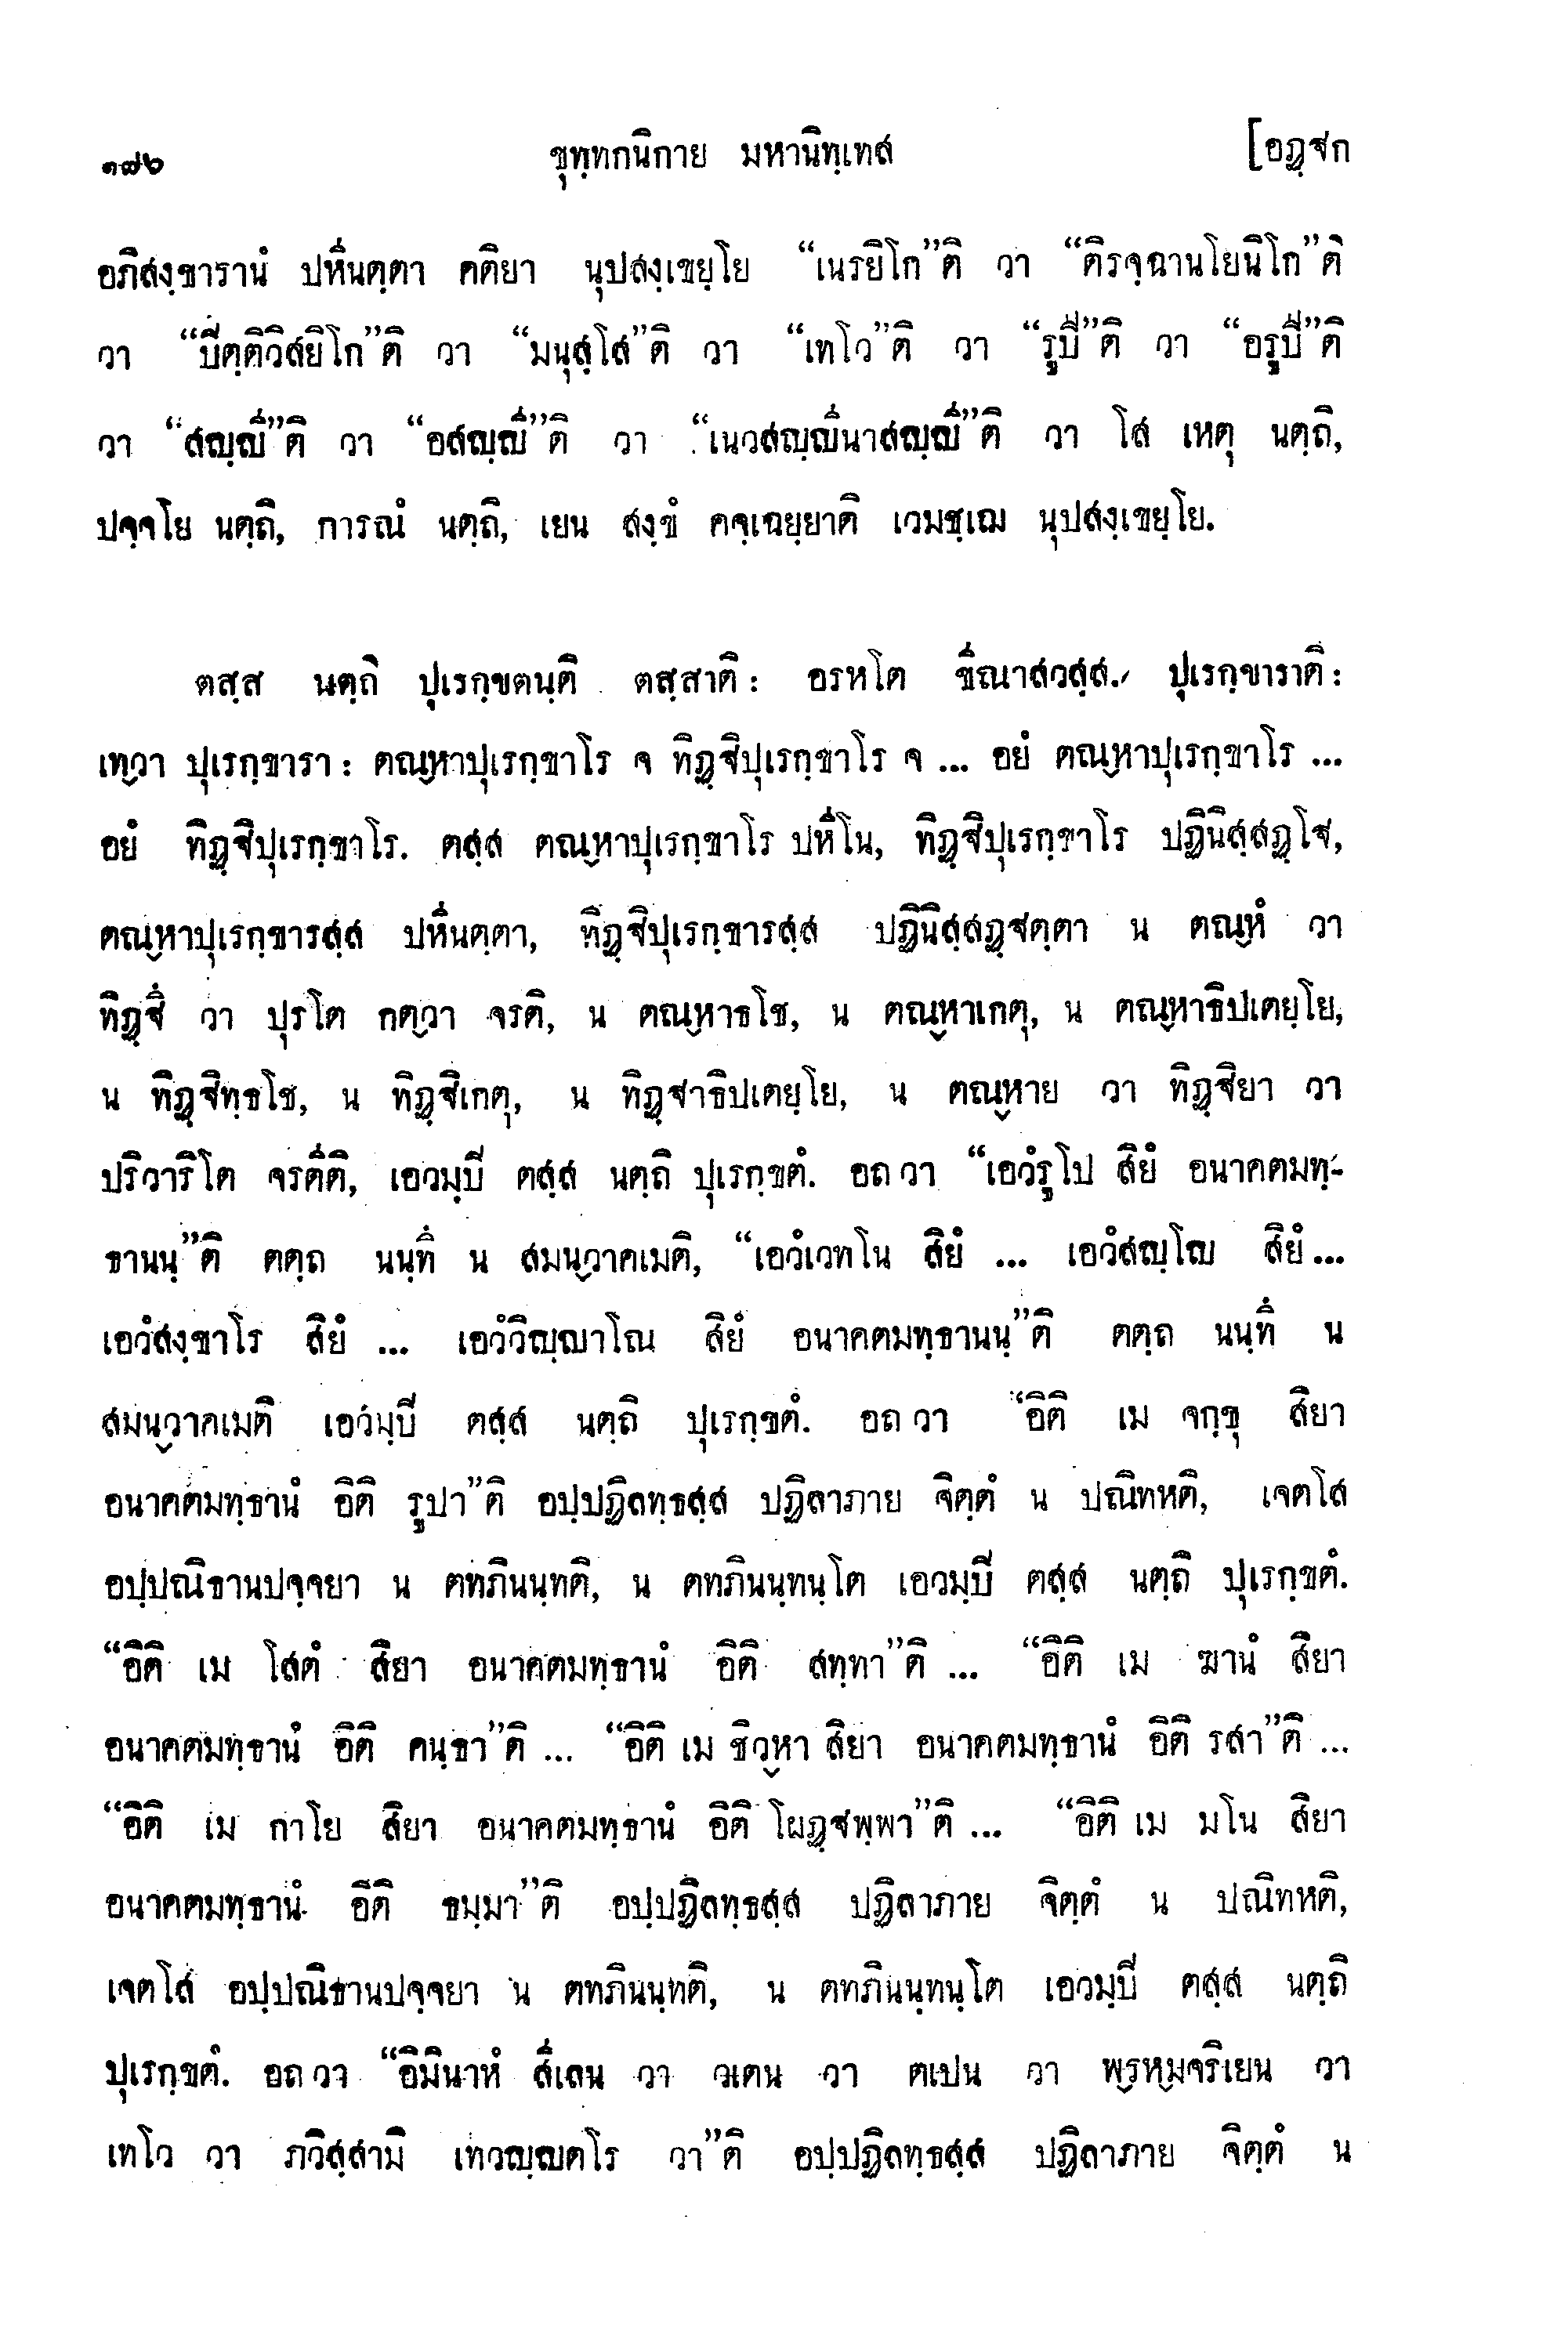 ๑๘๖ ขุทฺทกนิกาย มหานิทฺเทส [อฏฺฐก
อภิสงฺขารานํ ปหีนตฺตา คติยา นุปสงฺเขยฺโย “เนรยิโก”ติ วา “ติรจฺฉานโยนิโก”ติ
วา “ปีตฺติวิสยิโก”ติ วา “มนุสฺโส”ติ วา “เทโว”ติ วา “รูปี”ติ วา “อรูปี”ติ
วา “สญฺญี”ติ วา “อสญฺญี”ติ วา “เนวสญฺญีนาสญฺญี”ติ วา โส เหตุ นตฺถิ,
ปจฺจโย นตฺถิ, การณํ นตฺถิ, เยน สงฺขํ คจฺเฉยฺยาติ เวมชฺเฌ นุปสงฺเขยฺโย.
ตสฺส นตฺถิ ปุเรกฺขตนฺติ ตสฺสาติ: อรหโต ขีณาสวสฺส. ปุเรกฺขาราติ:
เทฺวา ปุเรกฺขารา: ตณฺหาปุเรกฺขาโร จ ทิฏฺฐิปุเรกฺขาโร จ ... อยํ ตณฺหาปุเรกฺขาโร ...
อยํ ทิฏฺฐิปุเรกฺขาโร. ตสฺส ตณฺหาปุเรกฺขาโร ปหีโน, ทิฏฺฐิปุเรกฺขาโร ปฏินิสฺสฏฺโฐ,
ตณฺหาปุเรกฺขารสฺส ปหีนตฺตา, ทิฏฺฐิปุเรกฺขารสฺส ปฏินิสฺสฏฺฐตฺตา น ตณฺหํ วา
ทิฏฺฐึ วา ปุรโต กตฺวา จรติ, น ตณฺหาธโช, น ตณฺหาเกตุ, น ตณฺหาธิปเตยฺโย,
น ทิฏฺฐิทฺธโช, น ทิฏฺฐิเกตุ, น ทิฏฺฐาธิปเตยฺโย, น ตณฺหาย วา ทิฏฺฐิยา วา
ปริวาริโต จรตีติ, เอวมฺปี ตสฺส นตฺถิ ปุเรกฺขตํ. อถ วา “เอวํรูโป สิยํ อนาคตมทฺ-
ธานนฺ”ติ ตตฺถ นนฺทึ น สมนฺวาคเมติ, “เอวํเวทโน สิยํ ... เอวํสญฺโญ สิยํ...
เอวํสงฺขาโร สิยํ ... เอวํวิญฺญาโณ สิยํ อนาคตมทฺธานนฺ”ติ ตตฺถ นนฺทึ น
สมนฺวาคเมติ เอวมฺปี ตสฺส นตฺถิ ปุเรกฺขตํ. อถ วา “อิติ เม จกฺขุ สิยา
อนาคตมทฺธานํ อิติ รูปา”ติ อปฺปฏิลทฺธสฺส ปฏิลาภาย จิตฺตํ น ปณิทหติ, เจตโส
อปฺปณิธานปจฺจยา น ตทภินนฺทติ, น ตทภินนฺทนฺโต เอวมฺปี ตสฺส นตฺถิ ปุเรกฺขตํ.
“อิติ เม โสตํ สิยา อนาคตมทฺธานํ อิติ สทฺทา”ติ ... “อิติ เม ฆานํ สิยา
อนาคตมทฺธานํ อิติ คนฺธา”ติ ... “อิติ เม ชิวฺหา สิยา อนาคตมทฺธานํ อิติ รสา”ติ ...
“อิติ เม กาโย สิยา อนาคตมทฺธานํ อิติ โผฏฺฐพฺพา”ติ ... “อิติ เม มโน สิยา
อนาคตมทฺธานํ อิติ ธมฺมา”ติ อปฺปฏิลทฺธสฺส ปฏิลาภาย จิตฺตํ น ปณิทหติ,
เจตโส อปฺปณิธานปจฺจยา น ตทภินนฺทติ, น ตทภินนฺทนฺโต เอวมฺปี ตสฺส นตฺถิ
ปุเรกฺขตํ. อถ วา “อิมินาหํ สีเลน วา วเตน วา ตเปน วา พฺรหฺมจริเยน วา
เทโว วา ภวิสฺสามิ เทวญฺญตโร วา”ติ อปฺปฏิลทฺธสฺส ปฏิลาภาย จิตฺตํ น